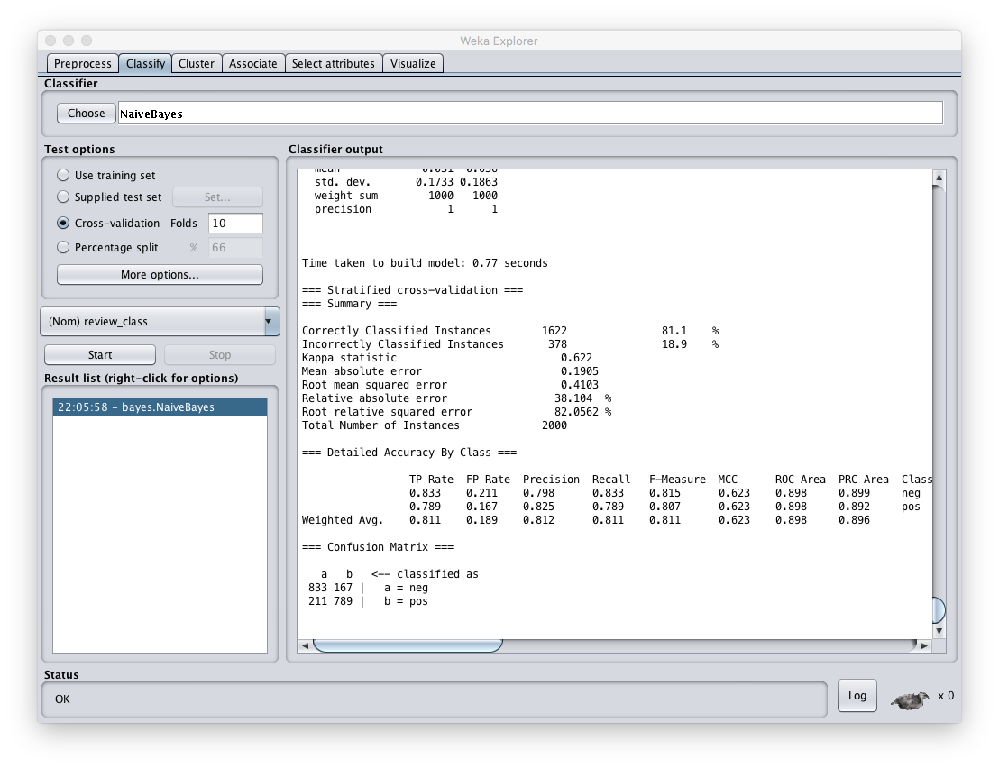 Weka Explorer
Preprocess Classify Cluster Associate Select attributes Visualize
Classifier
Choose NaiveBayes
Test options
Use training set
Supplied test set Set...
Cross-validation Folds 10
Percentage split % 66
More options...
(Nom) review_class
Start Stop
Result list (right-click for options)
22:05:58 - bayes.NaiveBayes
Classifier output
std. dev. 0.1733 0.1863
weight sum 1000 1000
precision 1 1
Time taken to build model: 0.77 seconds
=== Stratified cross-validation ===
=== Summary ===
Correctly Classified Instances 1622 81.1 %
Incorrectly Classified Instances 378 18.9 %
Kappa statistic 0.622
Mean absolute error 0.1905
Root mean squared error 0.4103
Relative absolute error 38.104 %
Root relative squared error 82.0562 %
Total Number of Instances 2000
=== Detailed Accuracy By Class ===
TP Rate FP Rate Precision Recall F-Measure MCC ROC Area PRC Area Class
0.833 0.211 0.798 0.833 0.815 0.623 0.898 0.899 neg
0.789 0.167 0.825 0.789 0.807 0.623 0.898 0.892 pos
Weighted Avg. 0.811 0.189 0.812 0.811 0.811 0.623 0.898 0.896
=== Confusion Matrix ===
a b <-- classified as
833 167 | a = neg
211 789 | b = pos
Status
OK
Log x 0